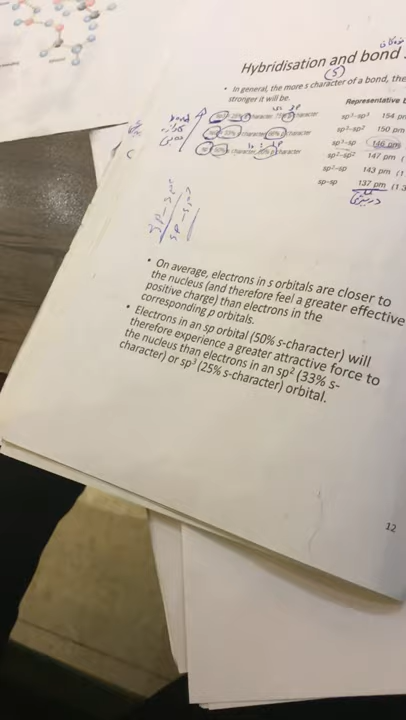 Hybridisation and bond
(S)
• In general, the more s character of a bond, the
stronger it will be.
Representative b
sp³-sp³ 154 pm
sp³-sp² 150 pm
sp³-sp 146 pm
sp²-sp² 147 pm (1
sp²-sp 143 pm (1
sp-sp 137 pm (1.3
• On average, electrons in s orbitals are closer to
the nucleus (and therefore feel a greater effective
positive charge) than electrons in the
corresponding p orbitals.
• Electrons in an sp orbital (50% s-character) will
therefore experience a greater attractive force to
the nucleus than electrons in an sp² (33% s-
character) or sp³ (25% s-character) orbital.
12